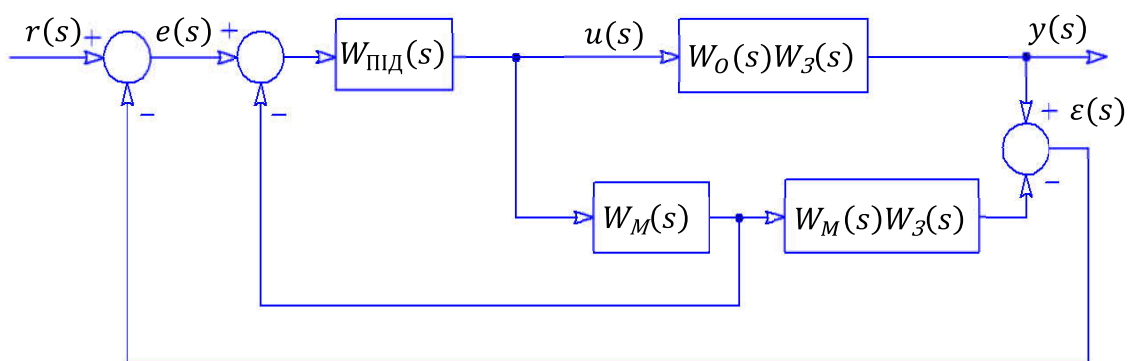 r(s) + e(s) + W_ПІД(s) u(s) W_O(s)W_З(s) y(s)
− − + ε(s)
W_M(s) W_M(s)W_З(s) −